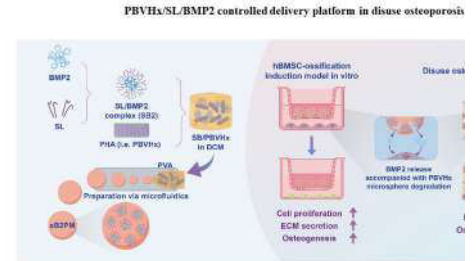 PBVHx/SL/BMP2 controlled delivery platform in disuse osteoporosis
BMP2
SL
SL/BMP2
complex (SB2)
PHA (i.e. PBVHx)
SB/PBVHx
in DCM
PVA
Preparation via microfluidics
sB2PM
hBMSC-ossification
induction model in vitro
Cell proliferation
ECM secretion
Osteogenesis
BMP2 release
accompanied with PBVHx
microsphere degradation
Disuse oste